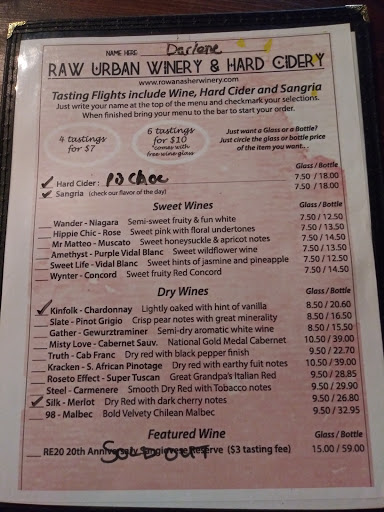 NAME HERE Darlene
RAW URBAN WINERY & HARD CIDERY
www.rowanasherwinery.com
Tasting Flights include Wine, Hard Cider and Sangria
Just write your name at the top of the menu and checkmark your selections.
When finished bring your menu to the bar to start your order.
4 tastings for $7
6 tastings for $10
*comes with free wine glass
Just want a Glass or a Bottle?
Just circle the glass or bottle price of the item you want. . .
Glass / Bottle
Hard Cider: 7.50 / 18.00
Sangria (check our flavor of the day) 7.50 / 18.00
Sweet Wines Glass / Bottle
Wander - Niagara Semi-sweet fruity & fun white 7.50 / 12.50
Hippie Chic - Rose Sweet pink with floral undertones 7.50 / 13.50
Mr Matteo - Muscato Sweet honeysuckle & apricot notes 7.50 / 14.50
Amethyst - Purple Vidal Blanc Sweet wildflower wine 7.50 / 13.50
Sweet Life - Vidal Blanc Sweet hints of jasmine and pineapple 7.50 / 12.50
Wynter - Concord Sweet fruity Red Concord 7.50 / 14.50
Dry Wines Glass / Bottle
Kinfolk - Chardonnay Lightly oaked with hint of vanilla 8.50 / 20.60
Slate - Pinot Grigio Crisp pear notes with great minerality 8.50 / 16.50
Gather - Gewurztraminer Semi-dry aromatic white wine 8.50 / 15.50
Misty Love - Cabernet Sauv. National Gold Medal Cabernet 10.50 / 39.00
Truth - Cab Franc Dry red with black pepper finish 9.50 / 22.70
Kracken - S. African Pinotage Dry red with earthy fuit notes 10.50 / 39.00
Roseto Effect - Super Tuscan Great Grandpa's Italian Red 9.50 / 28.85
Steel - Carmenere Smooth Dry Red with Tobacco notes 9.50 / 29.90
Silk - Merlot Dry Red with dark cherry notes 9.50 / 26.80
98 - Malbec Bold Velvety Chilean Malbec 9.50 / 32.95
Featured Wine Glass / Bottle
RE20 20th Anniversary Sangiovese Reserve ($3 tasting fee) 15.00 / 59.00
SOLD OUT